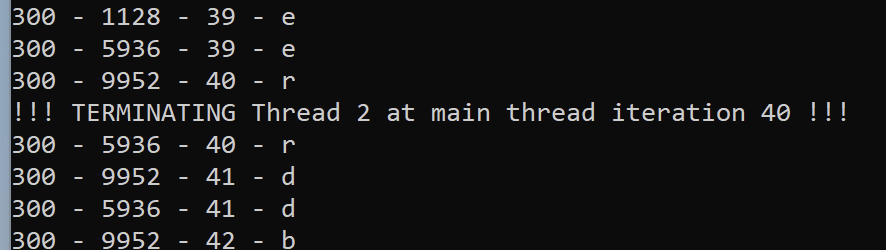 300 - 1128 - 39 - e
300 - 5936 - 39 - e
300 - 9952 - 40 - r
!!! TERMINATING Thread 2 at main thread iteration 40 !!!
300 - 5936 - 40 - r
300 - 9952 - 41 - d
300 - 5936 - 41 - d
300 - 9952 - 42 - b